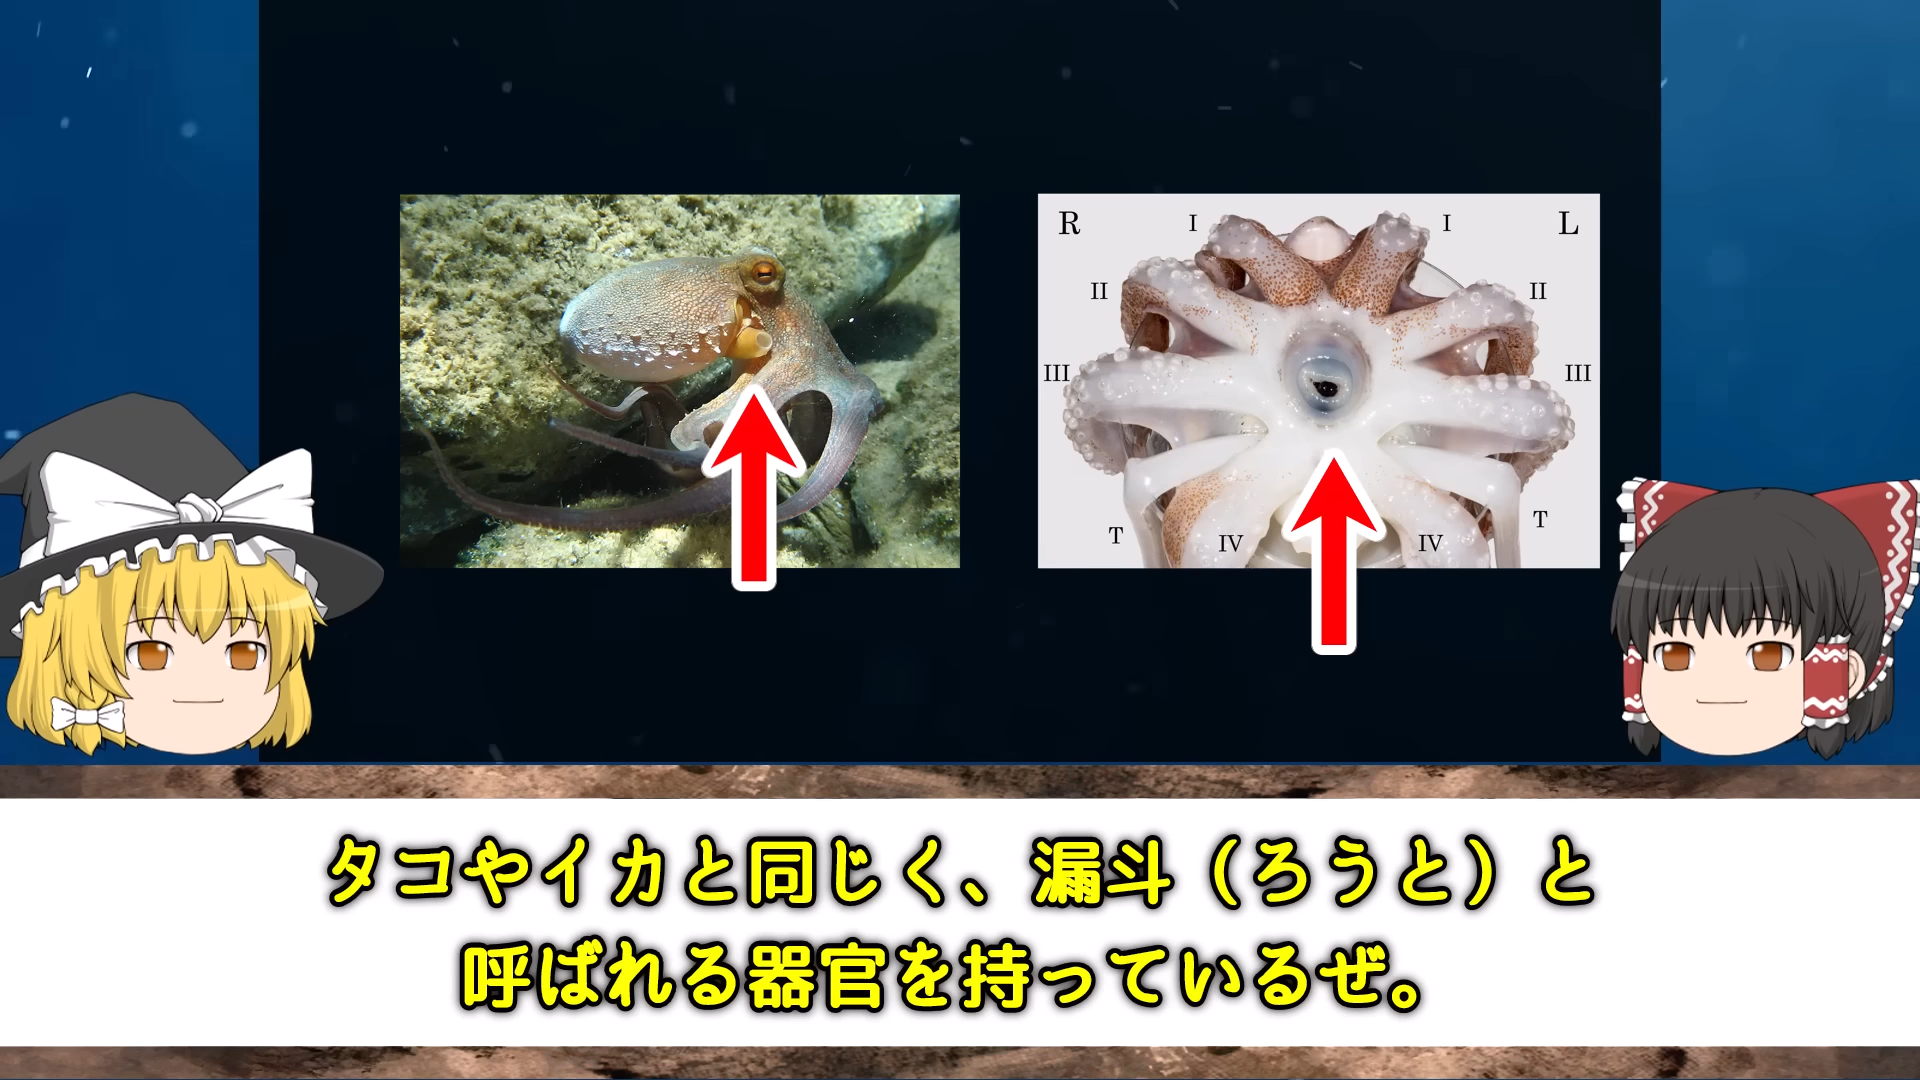 R I I L
II II
III III
T T
IV IV
タコやイカと同じく、漏斗（ろうと）と
呼ばれる器官を持っているぜ。